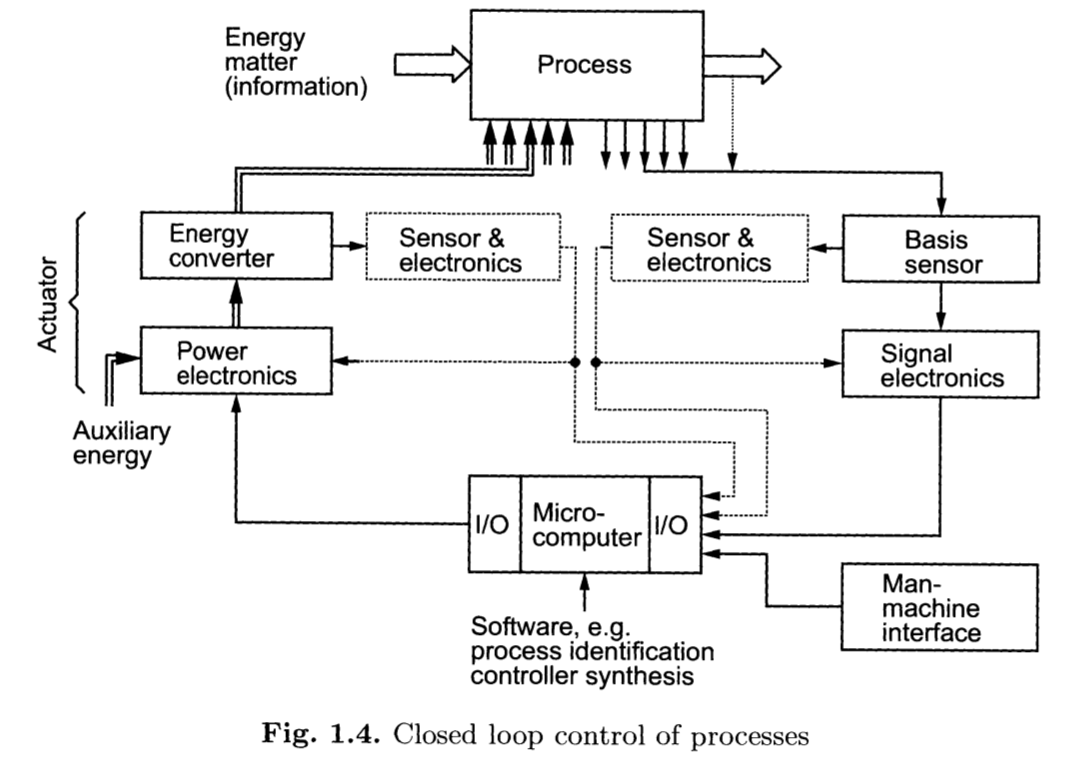 Energy
matter
(information)
Process
Energy
converter
Sensor &
electronics
Sensor &
electronics
Basis
sensor
Actuator
Power
electronics
Signal
electronics
Auxiliary
energy
I/O
Micro-
computer
I/O
Man-
machine
interface
Software, e.g.
process identification
controller synthesis
Fig. 1.4. Closed loop control of processes